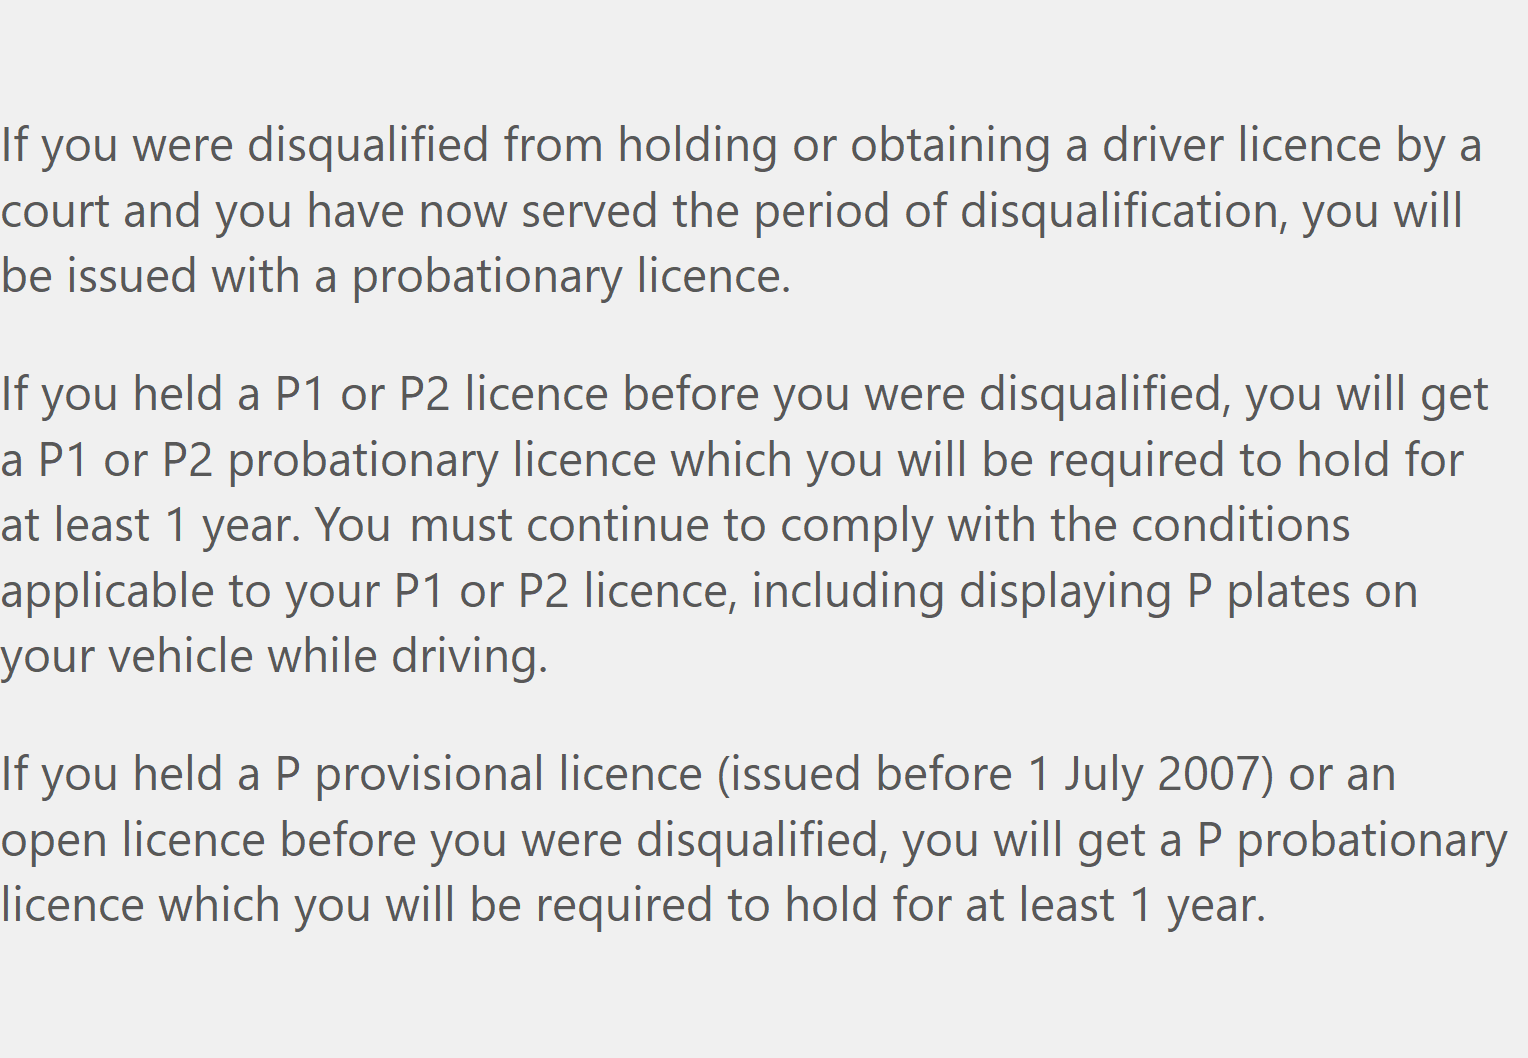 If you were disqualified from holding or obtaining a driver licence by a
court and you have now served the period of disqualification, you will
be issued with a probationary licence.
If you held a P1 or P2 licence before you were disqualified, you will get
a P1 or P2 probationary licence which you will be required to hold for
at least 1 year. You must continue to comply with the conditions
applicable to your P1 or P2 licence, including displaying P plates on
your vehicle while driving.
If you held a P provisional licence (issued before 1 July 2007) or an
open licence before you were disqualified, you will get a P probationary
licence which you will be required to hold for at least 1 year.